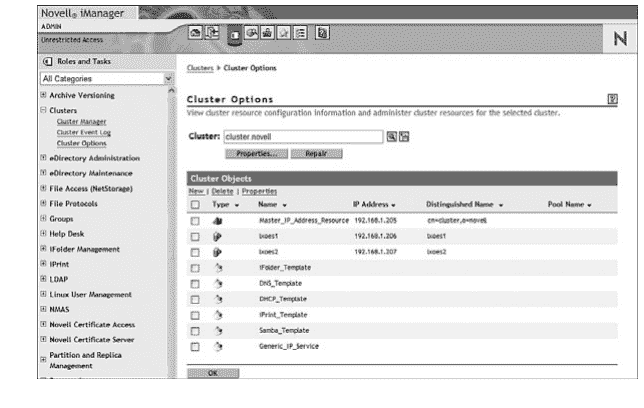 Novell® iManager
ADMIN
Unrestricted Access
N
Roles and Tasks
All Categories
Archive Versioning
Clusters
Cluster Manager
Cluster Event Log
Cluster Options
eDirectory Administration
eDirectory Maintenance
File Access (NetStorage)
File Protocols
Groups
Help Desk
iFolder Management
iPrint
LDAP
Linux User Management
NMAS
Novell Certificate Access
Novell Certificate Server
Partition and Replica
Management
Clusters Cluster Options
Cluster Options
View cluster resource configuration information and administer cluster resources for the selected cluster.
Cluster: cluster.novell
Properties... Repair
Cluster Objects
New | Delete | Properties
Type Name IP Address Distinguished Name Pool Name
Master_IP_Address_Resource 192.168.1.205 cn=cluster,o=novell
lxoes1 192.168.1.206 lxoes1
lxoes2 192.168.1.207 lxoes2
iFolder_Template
DNS_Template
DHCP_Template
iPrint_Template
Samba_Template
Generic_IP_Service
OK